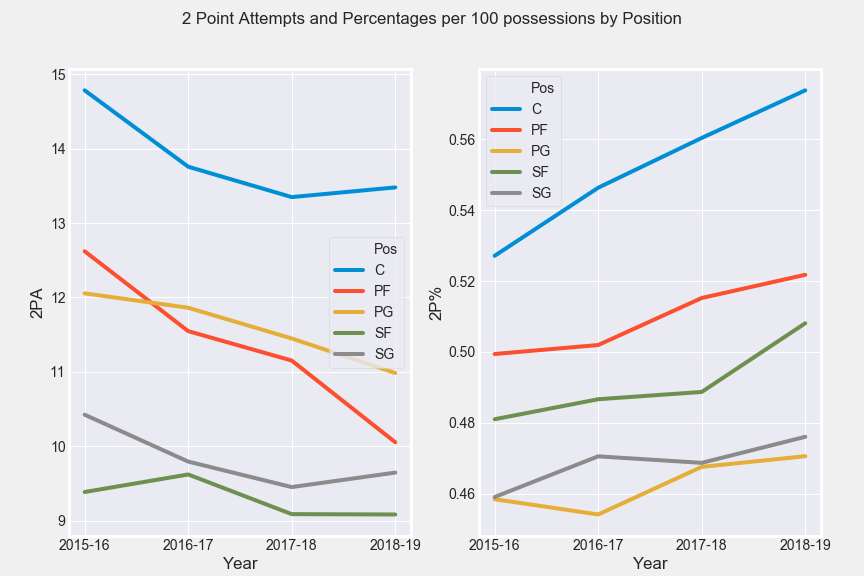 2 Point Attempts and Percentages per 100 possessions by Position
15
14
13
12
11
10
9
2PA
Pos
C
PF
PG
SF
SG
2015-16
2016-17
2017-18
2018-19
Year
0.56
0.54
0.52
0.50
0.48
0.46
2P%
Pos
C
PF
PG
SF
SG
2015-16
2016-17
2017-18
2018-19
Year